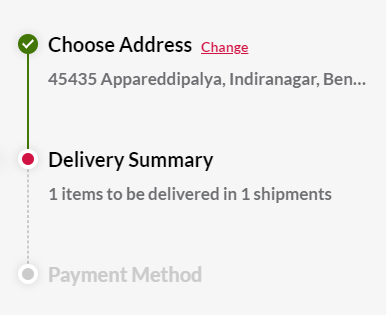 Choose Address Change
45435 Appareddipalya, Indiranagar, Ben...
Delivery Summary
1 items to be delivered in 1 shipments
Payment Method